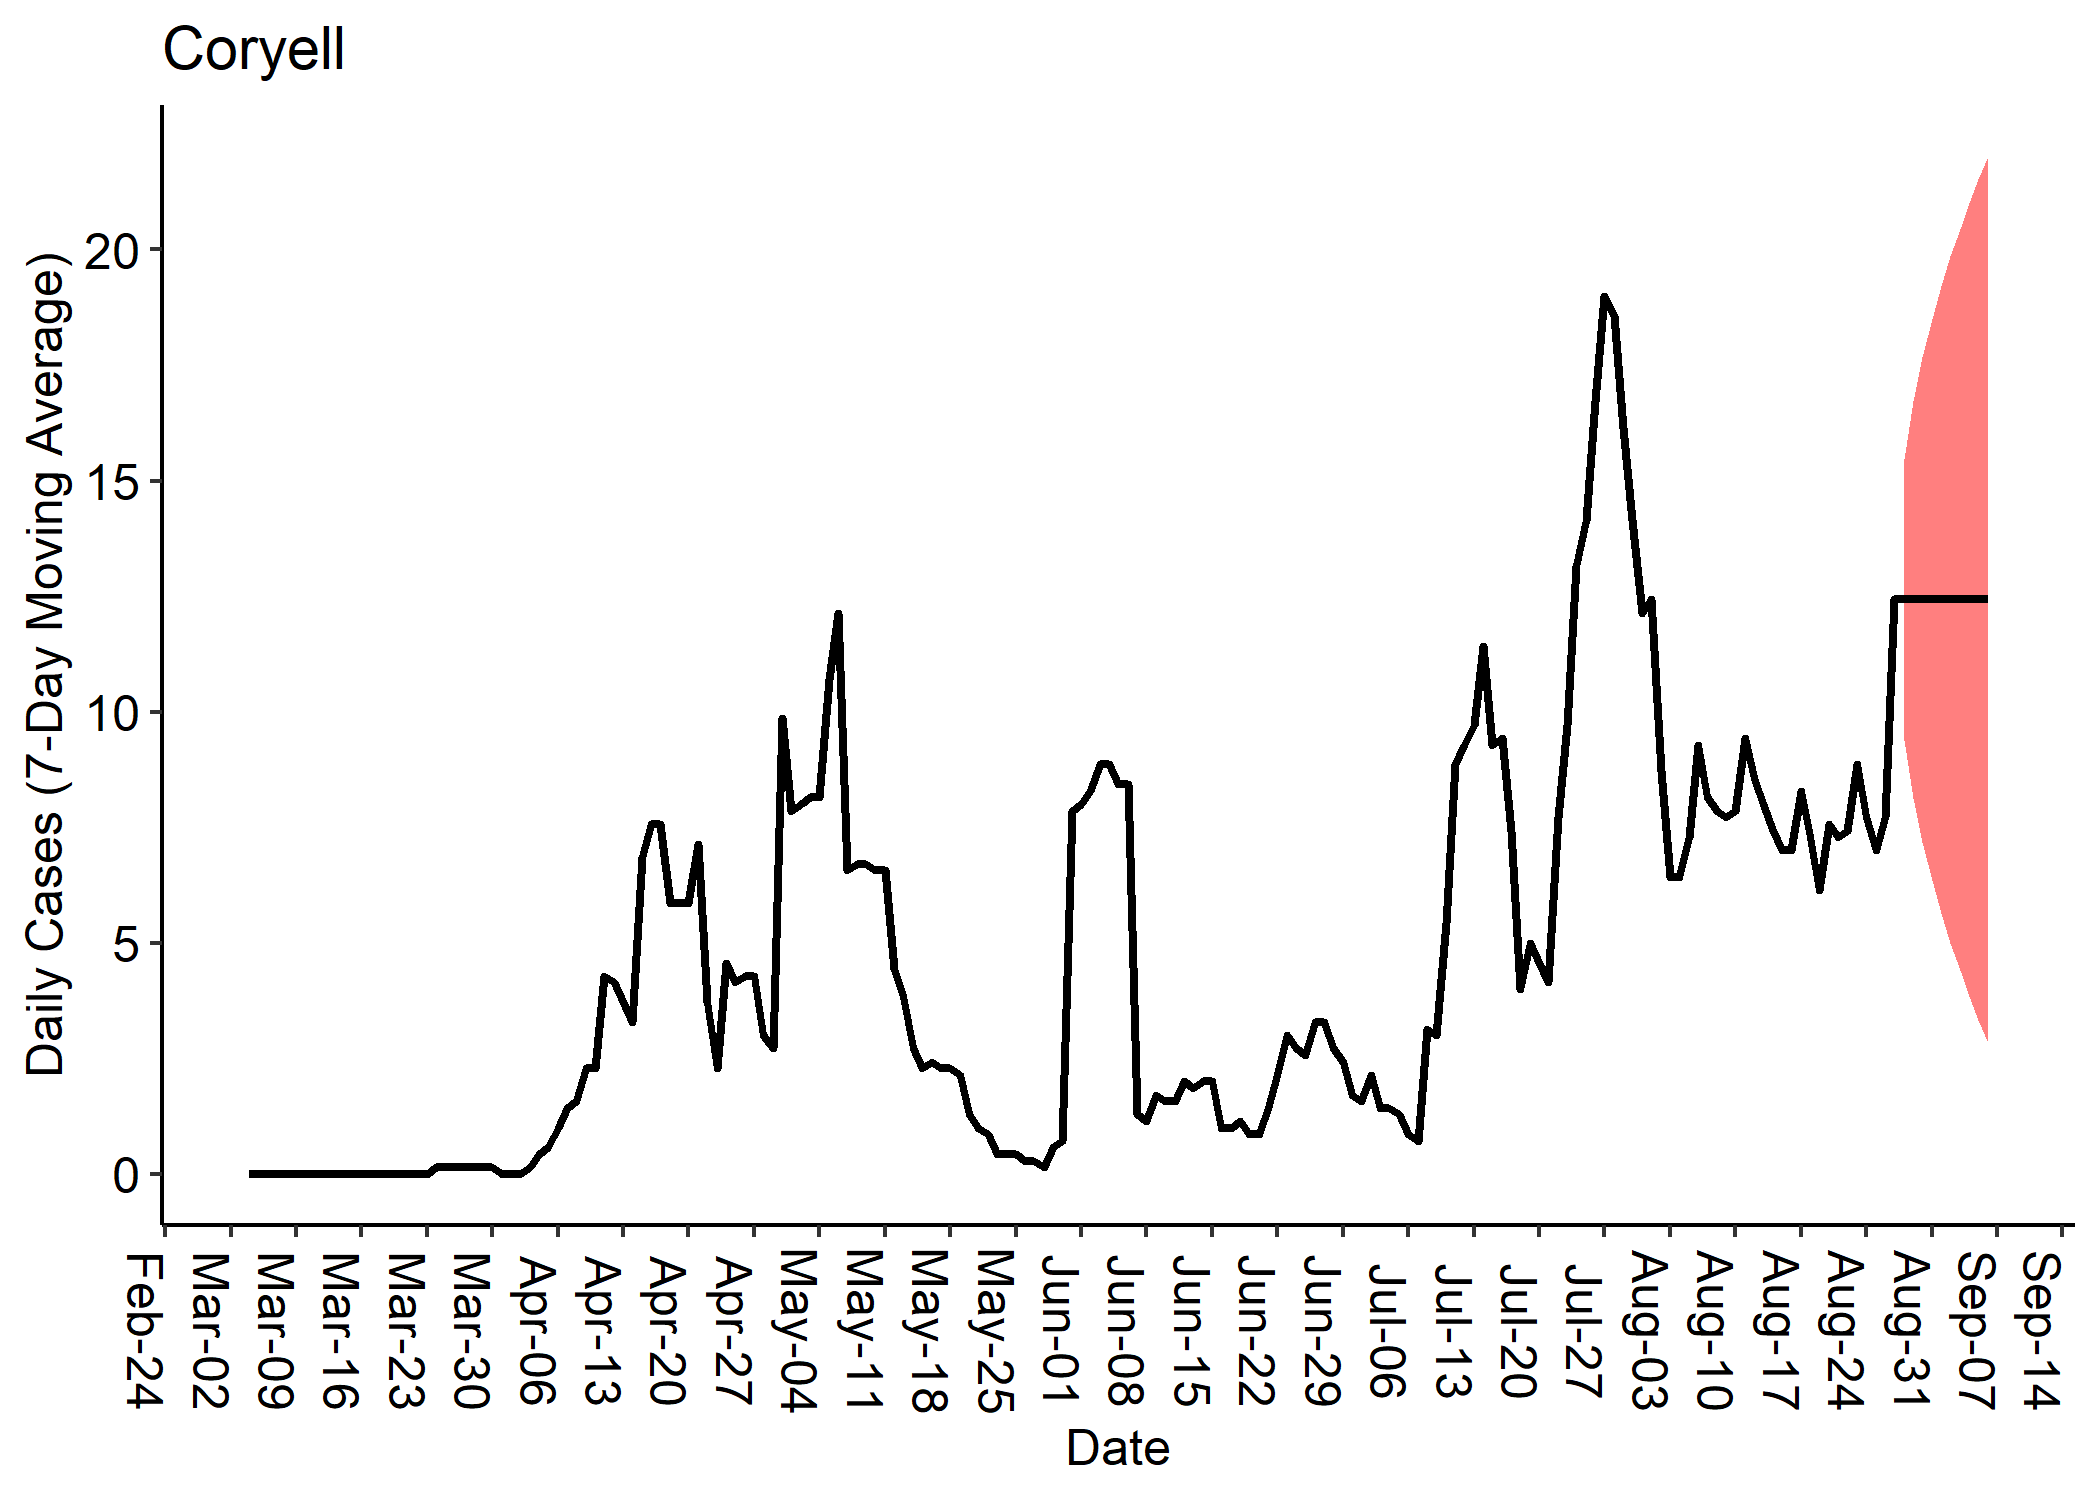 Coryell
Daily Cases (7-Day Moving Average)
20
15
10
5
0
Feb-24
Mar-02
Mar-09
Mar-16
Mar-23
Mar-30
Apr-06
Apr-13
Apr-20
Apr-27
May-04
May-11
May-18
May-25
Jun-01
Jun-08
Jun-15
Jun-22
Jun-29
Jul-06
Jul-13
Jul-20
Jul-27
Aug-03
Aug-10
Aug-17
Aug-24
Aug-31
Sep-07
Sep-14
Date